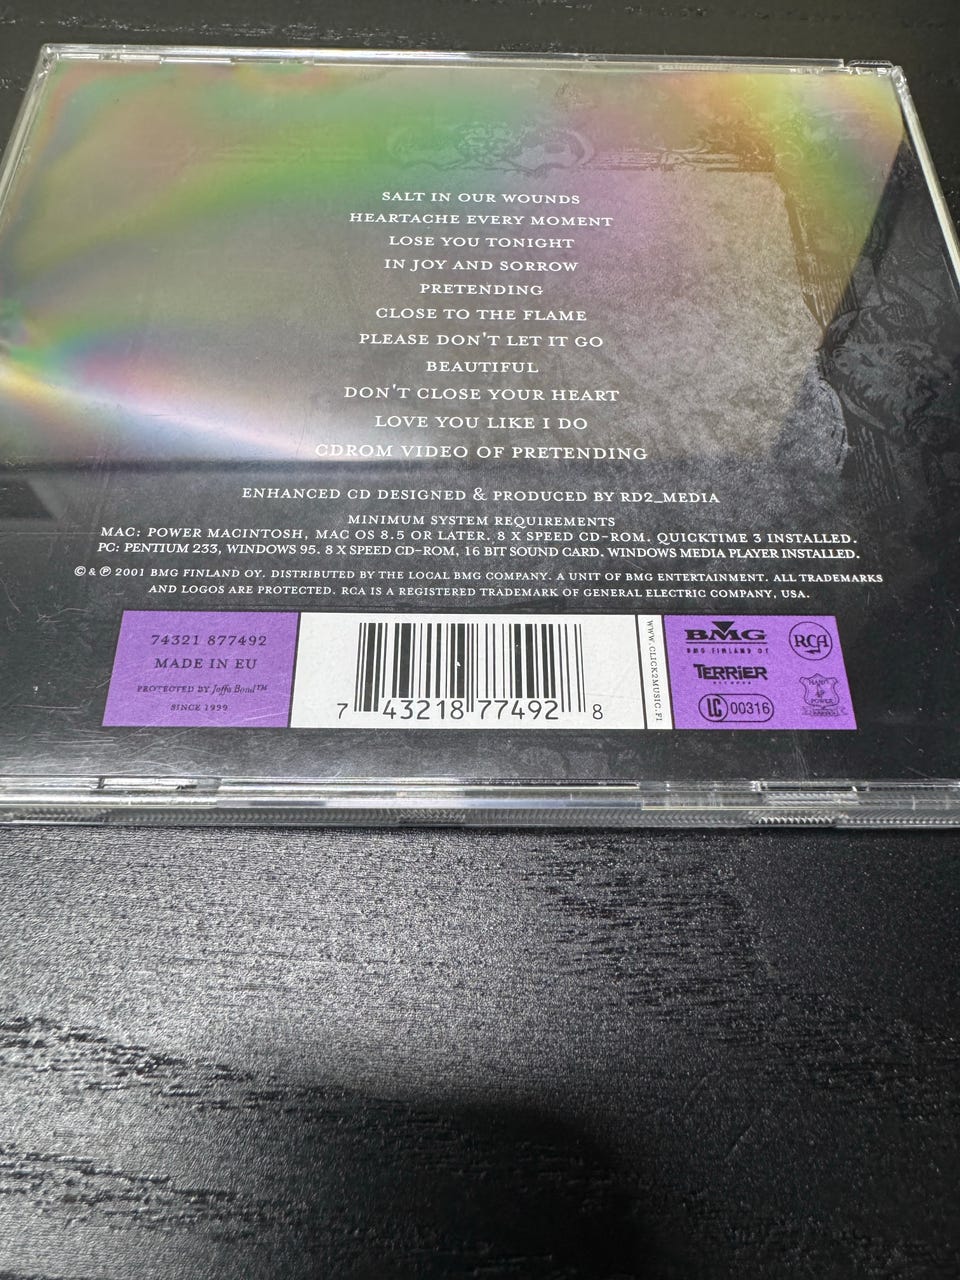 SALT IN OUR WOUNDS
HEARTACHE EVERY MOMENT
LOSE YOU TONIGHT
IN JOY AND SORROW
PRETENDING
CLOSE TO THE FLAME
PLEASE DON'T LET IT GO
BEAUTIFUL
DON'T CLOSE YOUR HEART
LOVE YOU LIKE I DO
CDROM VIDEO OF PRETENDING
ENHANCED CD DESIGNED & PRODUCED BY RD2_MEDIA
MINIMUM SYSTEM REQUIREMENTS
MAC: POWER MACINTOSH, MAC OS 8.5 OR LATER. 8 X SPEED CD-ROM. QUICKTIME 3 INSTALLED.
PC: PENTIUM 233, WINDOWS 95. 8 X SPEED CD-ROM, 16 BIT SOUND CARD. WINDOWS MEDIA PLAYER INSTALLED.
© & ℗ 2001 BMG FINLAND OY. DISTRIBUTED BY THE LOCAL BMG COMPANY. A UNIT OF BMG ENTERTAINMENT. ALL TRADEMARKS
AND LOGOS ARE PROTECTED. RCA IS A REGISTERED TRADEMARK OF GENERAL ELECTRIC COMPANY, USA.
74321 877492
MADE IN EU
PROTECTED BY Joffa Bond™
SINCE 1999
7 43218 77492 8
WWW.CLICK2MUSIC.FI
BMG
BMG FINLAND OY
RCA
TERRIER
LC 00316
POWER